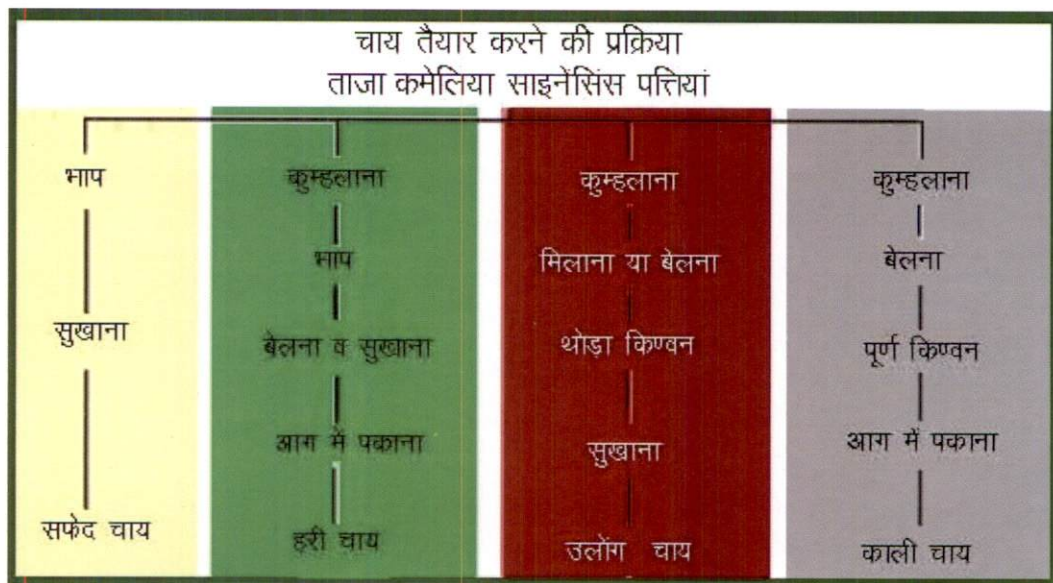 चाय तैयार करने की प्रक्रिया
ताजा कमेलिया साइनेंसिंस पत्तियां
भाप
सुखाना
सफेद चाय
कुम्हलाना
भाप
बेलना व सुखाना
आग में पकाना
हरी चाय
कुम्हलाना
मिलाना या बेलना
थोड़ा किण्वन
सुखाना
उलोंग चाय
कुम्हलाना
बेलना
पूर्ण किण्वन
आग में पकाना
काली चाय